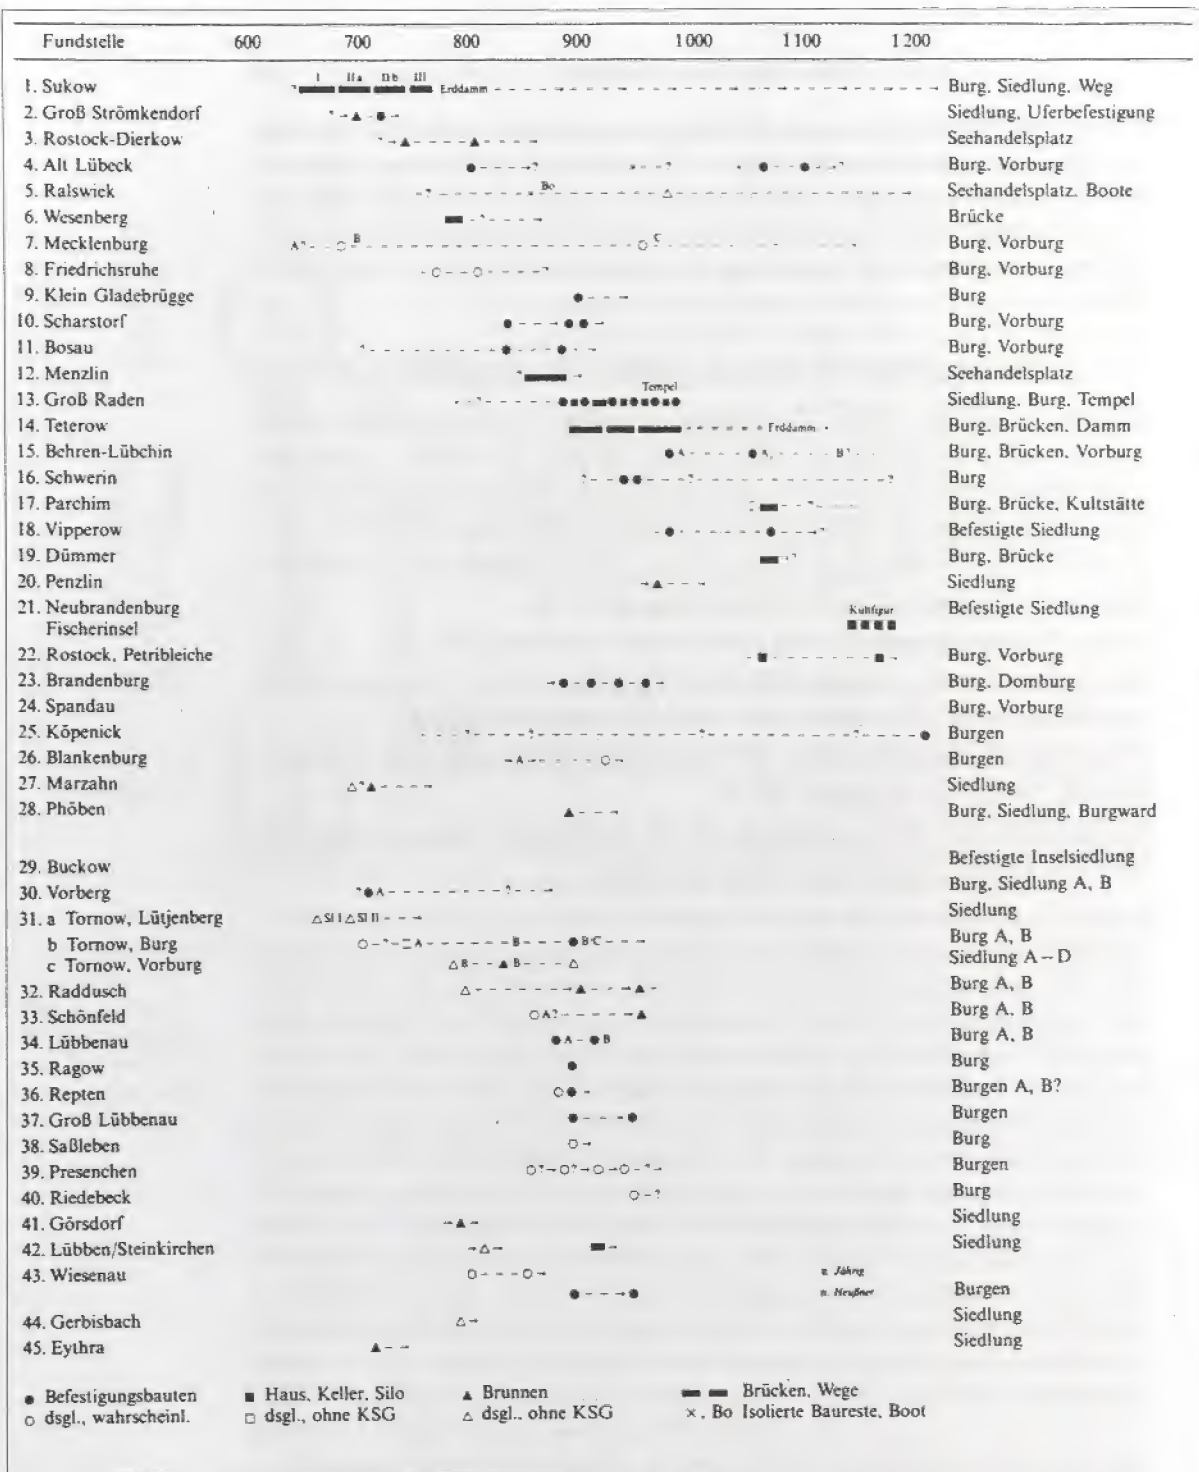 Fundstelle 600 700 800 900 1000 1100 1200
1. Sukow I IIa IIb III Erddamm Burg, Siedlung, Weg
2. Groß Strömkendorf Siedlung, Uferbefestigung
3. Rostock-Dierkow Seehandelsplatz
4. Alt Lübeck ? ? ? Burg, Vorburg
5. Ralswiek ? Bo Seehandelsplatz, Boote
6. Wesenberg ? Brücke
7. Mecklenburg A? B C Burg, Vorburg
8. Friedrichsruhe ? Burg, Vorburg
9. Klein Gladebrügge Burg
10. Scharstorf Burg, Vorburg
11. Bosau ? Burg, Vorburg
12. Menzlin ? Seehandelsplatz
13. Groß Raden ? Tempel Siedlung, Burg, Tempel
14. Teterow Erddamm Burg, Brücken, Damm
15. Behren-Lübchin A A B? Burg, Brücken, Vorburg
16. Schwerin ? ? ? Burg
17. Parchim ? Burg, Brücke, Kultstätte
18. Vipperow ? Befestigte Siedlung
19. Dümmer ? Burg, Brücke
20. Penzlin Siedlung
21. Neubrandenburg Kultfigur Befestigte Siedlung
Fischerinsel
22. Rostock, Petribleiche Burg, Vorburg
23. Brandenburg Burg, Domburg
24. Spandau Burg, Vorburg
25. Köpenick ? ? ? ? Burgen
26. Blankenburg A Burgen
27. Marzahn ? Siedlung
28. Phöben Burg, Siedlung, Burgward
29. Buckow Befestigte Inselsiedlung
30. Vorberg ? A ? Burg, Siedlung A, B
31. a Tornow, Lütjenberg SI I SI II Siedlung
b Tornow, Burg ? A B B/C Burg A, B
c Tornow, Vorburg B B Siedlung A – D
32. Raddusch Burg A, B
33. Schönfeld A? Burg A, B
34. Lübbenau A B Burg A, B
35. Ragow Burg
36. Repten Burgen A, B?
37. Groß Lübbenau Burgen
38. Saßleben Burg
39. Presenchen ? ? ? Burgen
40. Riedebeck ? Burg
41. Görsdorf Siedlung
42. Lübben/Steinkirchen Siedlung
43. Wiesenau n. Jährig
n. Heußner Burgen
44. Gerbisbach Siedlung
45. Eythra Siedlung
● Befestigungsbauten ■ Haus, Keller, Silo ▲ Brunnen Brücken, Wege
○ dsgl., wahrscheinl. □ dsgl., ohne KSG △ dsgl., ohne KSG ×, Bo Isolierte Baureste, Boot